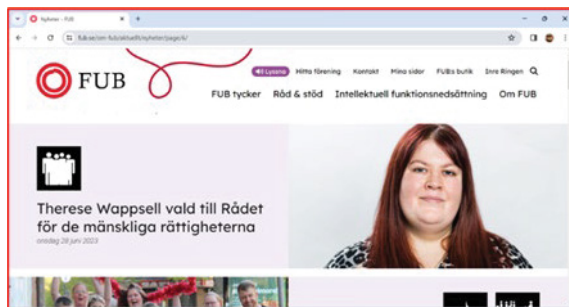 Nyheter - FUB
fub.se/om-fub/aktuellt/nyheter/page/6/
FUB
Lyssna Hitta förening Kontakt Mina sidor FUB:s butik Inre Ringen
FUB tycker Råd & stöd Intellektuell funktionsnedsättning Om FUB
Therese Wappsell vald till Rådet
för de mänskliga rättigheterna
onsdag 28 juni 2023